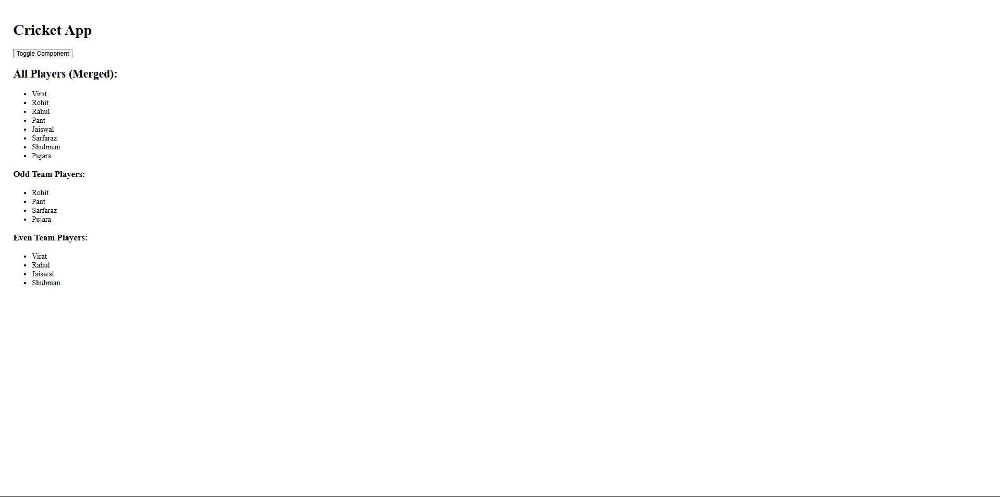 Cricket App
Toggle Component
All Players (Merged):
Virat
Rohit
Rahul
Pant
Jaiswal
Sarfaraz
Shubman
Pujara
Odd Team Players:
Rohit
Pant
Sarfaraz
Pujara
Even Team Players:
Virat
Rahul
Jaiswal
Shubman